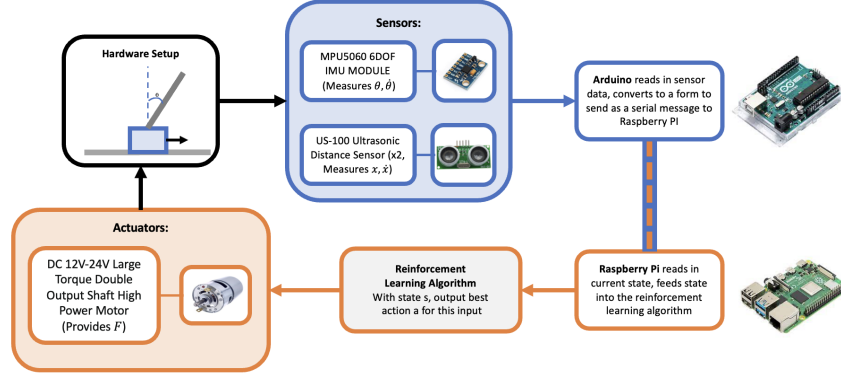 Hardware Setup
θ
Sensors:
MPU5060 6DOF
IMU MODULE
(Measures θ, θ̇)
US-100 Ultrasonic
Distance Sensor (x2,
Measures x, ẋ)
Arduino reads in sensor
data, converts to a form to
send as a serial message to
Raspberry PI
Actuators:
DC 12V-24V Large
Torque Double
Output Shaft High
Power Motor
(Provides F)
Reinforcement
Learning Algorithm
With state s, output best
action a for this input
Raspberry Pi reads in
current state, feeds state
into the reinforcement
learning algorithm